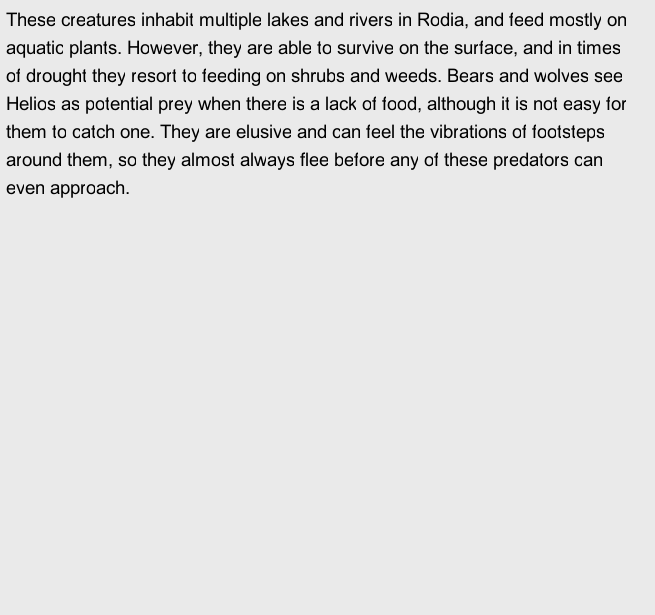 These creatures inhabit multiple lakes and rivers in Rodia, and feed mostly on
aquatic plants. However, they are able to survive on the surface, and in times
of drought they resort to feeding on shrubs and weeds. Bears and wolves see
Helios as potential prey when there is a lack of food, although it is not easy for
them to catch one. They are elusive and can feel the vibrations of footsteps
around them, so they almost always flee before any of these predators can
even approach.